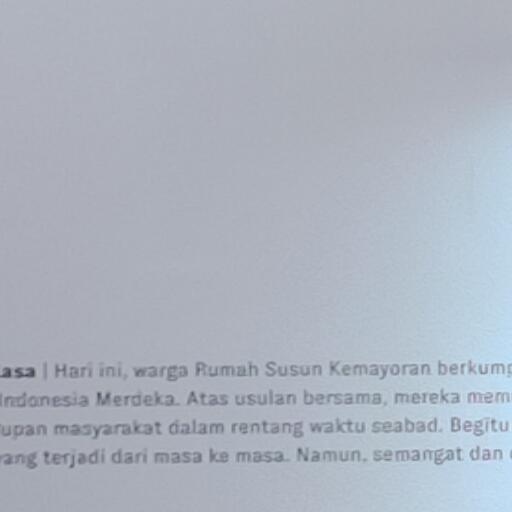 asa | Hari ini, warga Rumah Susun Kemayoran berkump
Indonesia Merdeka. Atas usulan bersama, mereka mem
upan masyarakat dalam rentang waktu seabad. Begitu
yang terjadi dari masa ke masa. Namun, semangat dan